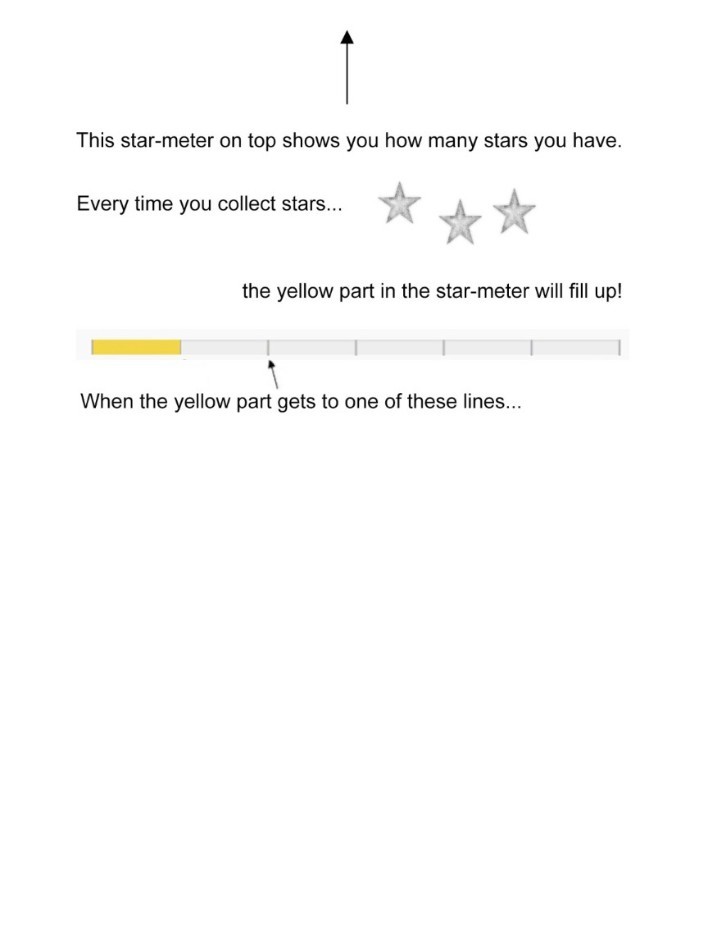 This star-meter on top shows you how many stars you have.
Every time you collect stars...
the yellow part in the star-meter will fill up!
When the yellow part gets to one of these lines...